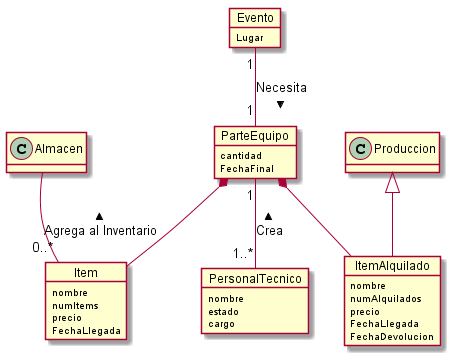 Evento
Lugar
1
Necesita
▼
1
C Almacen
ParteEquipo
cantidad
FechaFinal
C Produccion
▲
Agrega al Inventario
0..*
1
▲
Crea
1..*
Item
nombre
numItems
precio
FechaLlegada
PersonalTecnico
nombre
estado
cargo
ItemAlquilado
nombre
numAlquilados
precio
FechaLlegada
FechaDevolucion